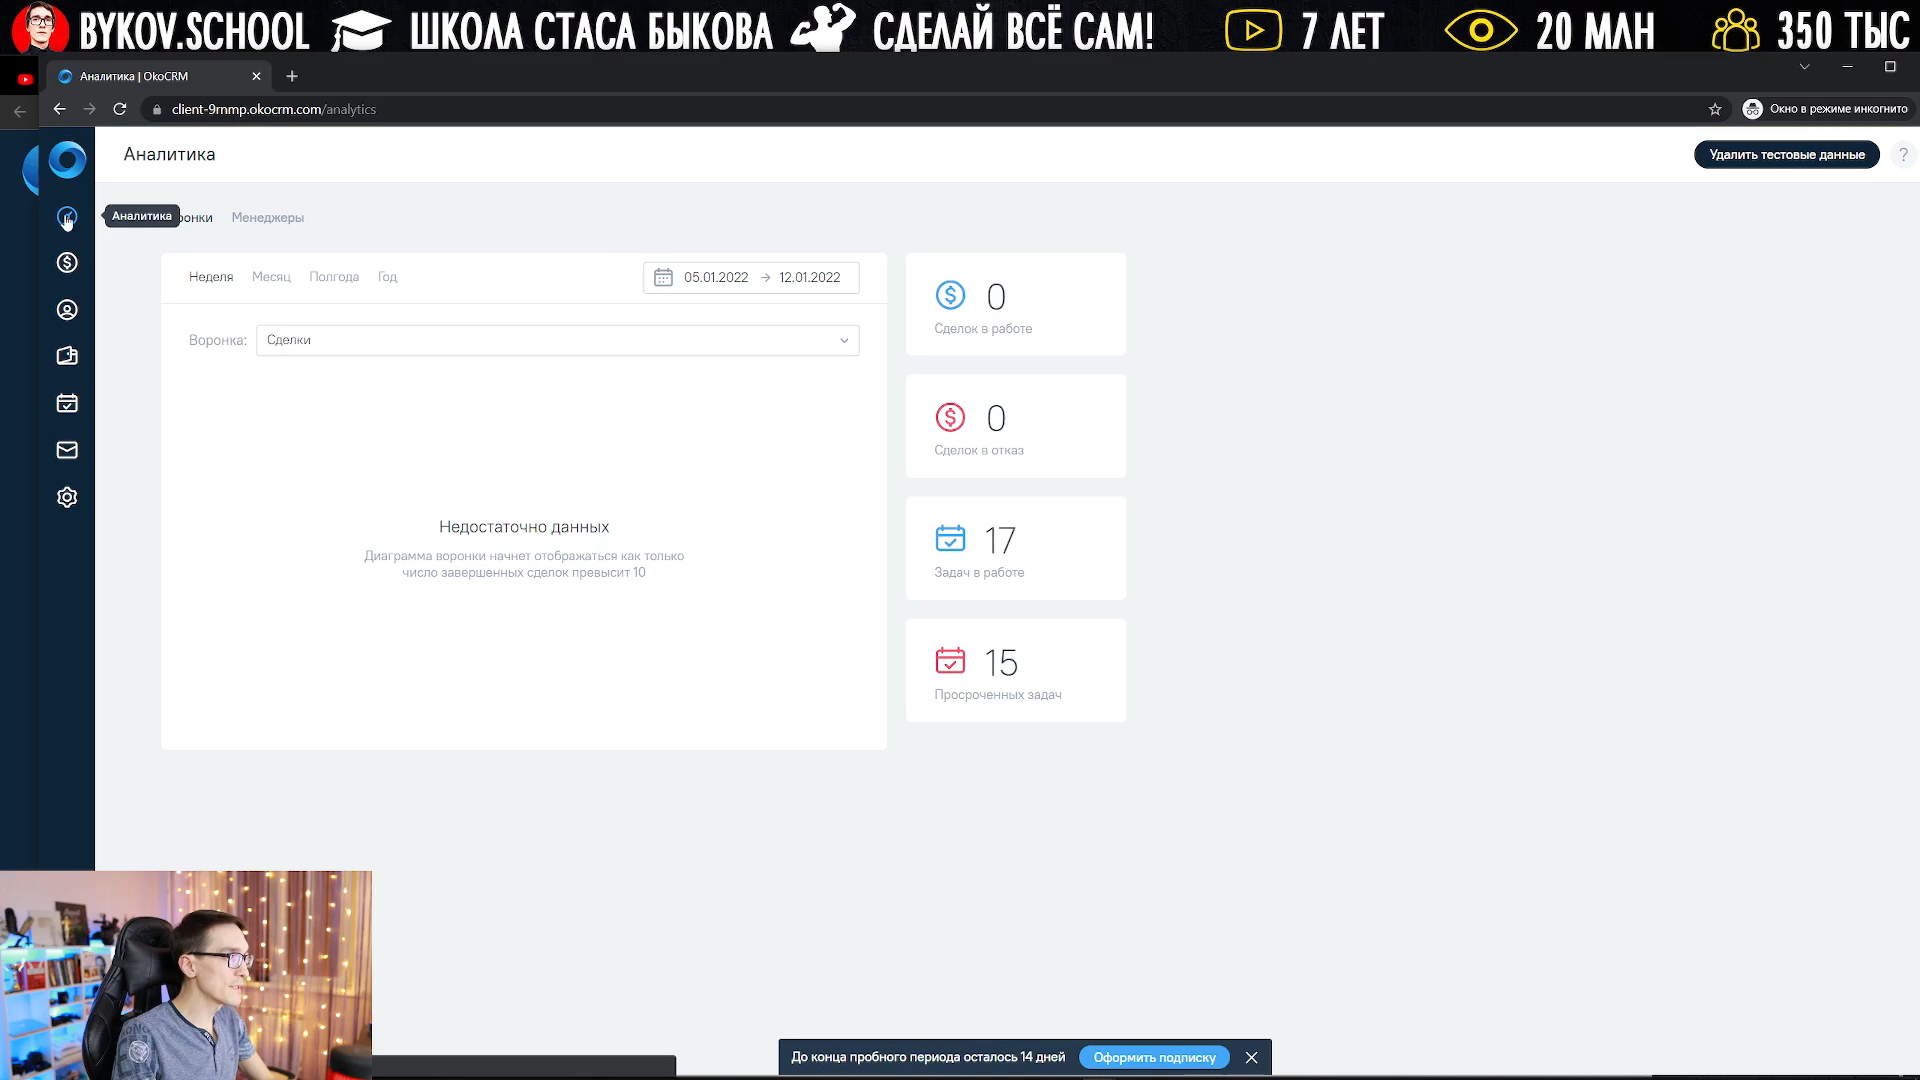 BYKOV.SCHOOL ШКОЛА СТАСА БЫКОВА СДЕЛАЙ ВСЁ САМ! 7 ЛЕТ 20 МЛН 350 ТЫС
Аналитика | OkoCRM
client-9rnmp.okocrm.com/analytics
Окно в режиме инкогнито
Аналитика
Удалить тестовые данные
?
Аналитика
Менеджеры
Неделя Месяц Полгода Год
05.01.2022 → 12.01.2022
Воронка: Сделки
Недостаточно данных
Диаграмма воронки начнет отображаться как только
число завершенных сделок превысит 10
0
Сделок в работе
0
Сделок в отказ
17
Задач в работе
15
Просроченных задач
До конца пробного периода осталось 14 дней
Оформить подписку